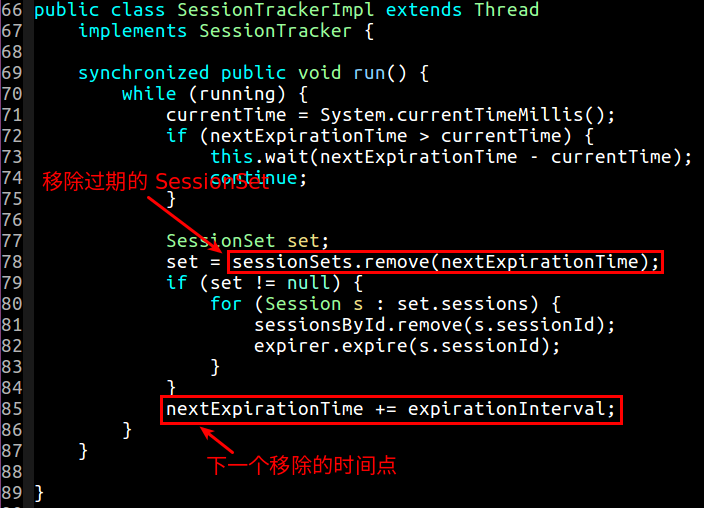 66 public class SessionTrackerImpl extends Thread
67     implements SessionTracker {
68
69     synchronized public void run() {
70         while (running) {
71             currentTime = System.currentTimeMillis();
72             if (nextExpirationTime > currentTime) {
73                 this.wait(nextExpirationTime - currentTime);
74                 continue;
移除过期的 SessionSet
75             }
76
77             SessionSet set;
78             set = sessionSets.remove(nextExpirationTime);
79             if (set != null) {
80                 for (Session s : set.sessions) {
81                     sessionsById.remove(s.sessionId);
82                     expirer.expire(s.sessionId);
83                 }
84             }
85             nextExpirationTime += expirationInterval;
86         }
87     }
下一个移除的时间点
88
89 }